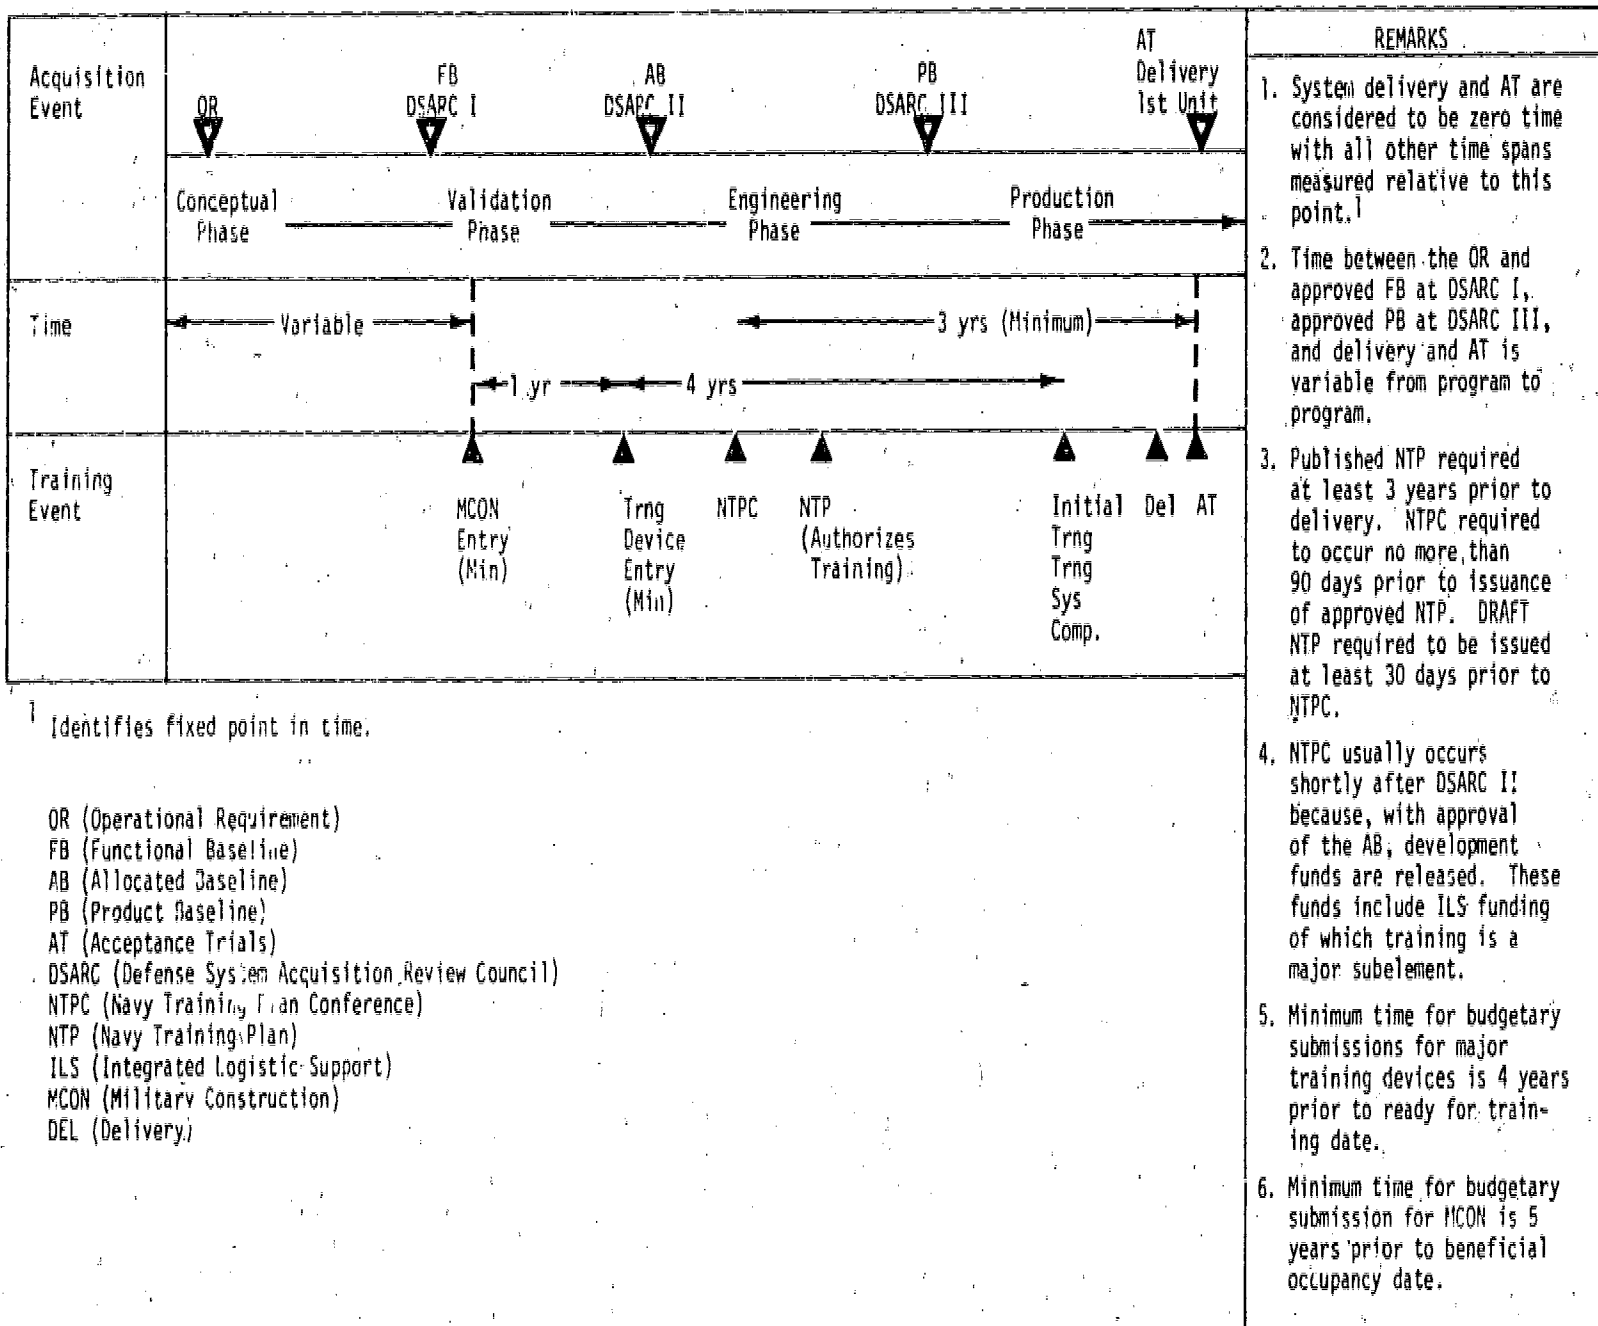 Acquisition
Event
OR
FB
DSARC I
AB
DSARC II
PB
DSARC III
AT
Delivery
1st Unit
Conceptual
Phase
Validation
Phase
Engineering
Phase
Production
Phase
Time
Variable
3 yrs (Minimum)
1 yr
4 yrs
Training
Event
MCON
Entry
(Min)
Trng
Device
Entry
(Min)
NTPC
NTP
(Authorizes
Training)
Initial
Trng
Trng
Sys
Comp.
Del
AT
1 Identifies fixed point in time.
OR (Operational Requirement)
FB (Functional Baseline)
AB (Allocated Baseline)
PB (Product Baseline)
AT (Acceptance Trials)
DSARC (Defense System Acquisition Review Council)
NTPC (Navy Training Plan Conference)
NTP (Navy Training Plan)
ILS (Integrated Logistic Support)
MCON (Military Construction)
DEL (Delivery)
REMARKS
1. System delivery and AT are
considered to be zero time
with all other time spans
measured relative to this
point.1
2. Time between the OR and
approved FB at DSARC I,
approved PB at DSARC III,
and delivery and AT is
variable from program to
program.
3. Published NTP required
at least 3 years prior to
delivery. NTPC required
to occur no more than
90 days prior to issuance
of approved NTP. DRAFT
NTP required to be issued
at least 30 days prior to
NTPC.
4. NTPC usually occurs
shortly after DSARC II
because, with approval
of the AB, development
funds are released. These
funds include ILS funding
of which training is a
major subelement.
5. Minimum time for budgetary
submissions for major
training devices is 4 years
prior to ready for train-
ing date.
6. Minimum time for budgetary
submission for MCON is 5
years prior to beneficial
occupancy date.